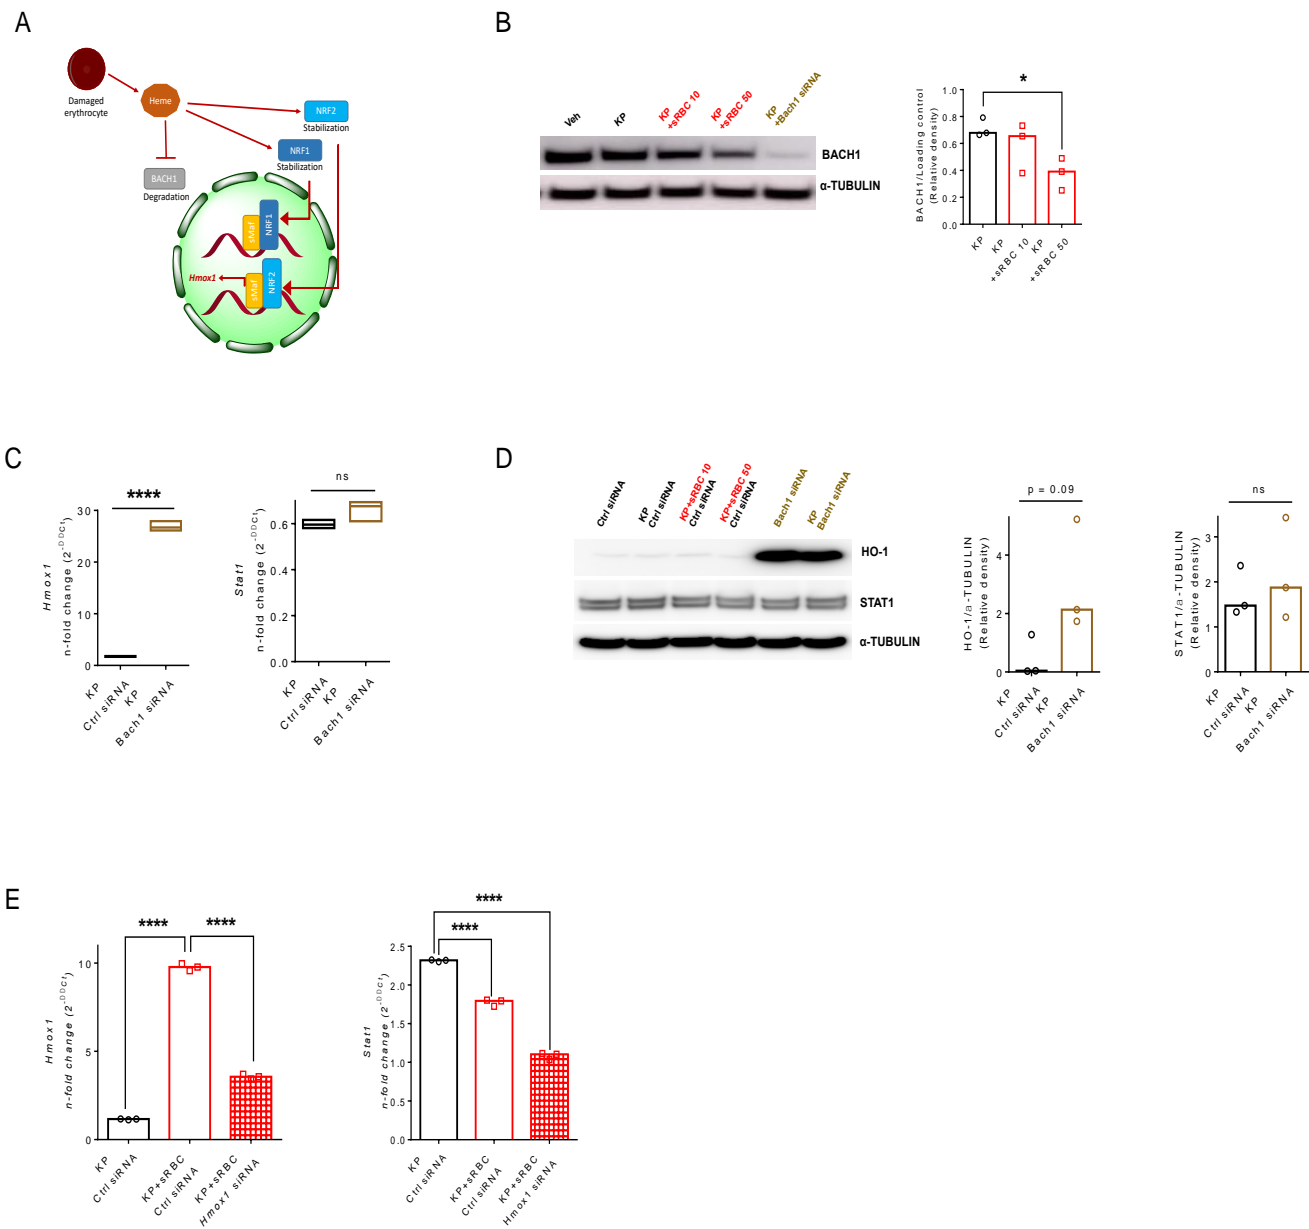 A
Damaged
erythrocyte
Heme
NRF2
Stabilization
NRF1
Stabilization
BACH1
Degradation
sMaf
NRF1
Hmox1
sMaf
NRF2
B
Veh
KP
KP
+sRBC 10
KP
+sRBC 50
KP
+Bach1 siRNA
BACH1
α-TUBULIN
*
BACH1/Loading control
(Relative density)
1.0
0.8
0.6
0.4
0.2
0.0
KP
KP
+sRBC 10
KP
+sRBC 50
C
****
Hmox1
n-fold change (2-DDCt)
30
20
10
0
KP
Ctrl siRNA
KP
Bach1 siRNA
ns
Stat1
n-fold change (2-DDCt)
0.6
0.4
0.2
0.0
KP
Ctrl siRNA
KP
Bach1 siRNA
D
Ctrl siRNA
KP
Ctrl siRNA
KP+sRBC 10
Ctrl siRNA
KP+sRBC 50
Ctrl siRNA
Bach1 siRNA
KP
Bach1 siRNA
HO-1
STAT1
α-TUBULIN
p = 0.09
HO-1/a-TUBULIN
(Relative density)
4
2
0
KP
Ctrl siRNA
KP
Bach1 siRNA
ns
STAT1/a-TUBULIN
(Relative density)
3
2
1
0
KP
Ctrl siRNA
KP
Bach1 siRNA
E
****
****
Hmox1
n-fold change (2-DDCt)
10
5
0
KP
Ctrl siRNA
KP+sRBC
Ctrl siRNA
KP+sRBC
Hmox1 siRNA
****
****
Stat1
n-fold change (2-DDCt)
2.5
2.0
1.5
1.0
0.5
0.0
KP
Ctrl siRNA
KP+sRBC
Ctrl siRNA
KP+sRBC
Hmox1 siRNA